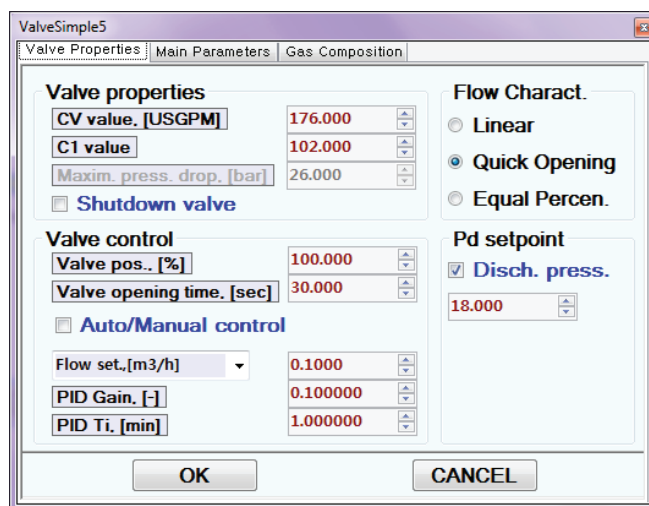 ValveSimple5
Valve Properties Main Parameters Gas Composition
Valve properties
CV value. [USGPM] 176.000
C1 value 102.000
Maxim. press. drop. [bar] 26.000
Shutdown valve
Flow Charact.
Linear
Quick Opening
Equal Percen.
Valve control
Valve pos., [%] 100.000
Valve opening time. [sec] 30.000
Auto/Manual control
Flow set.,[m3/h] 0.1000
PID Gain. [-] 0.100000
PID Ti. [min] 1.000000
Pd setpoint
Disch. press.
18.000
OK CANCEL